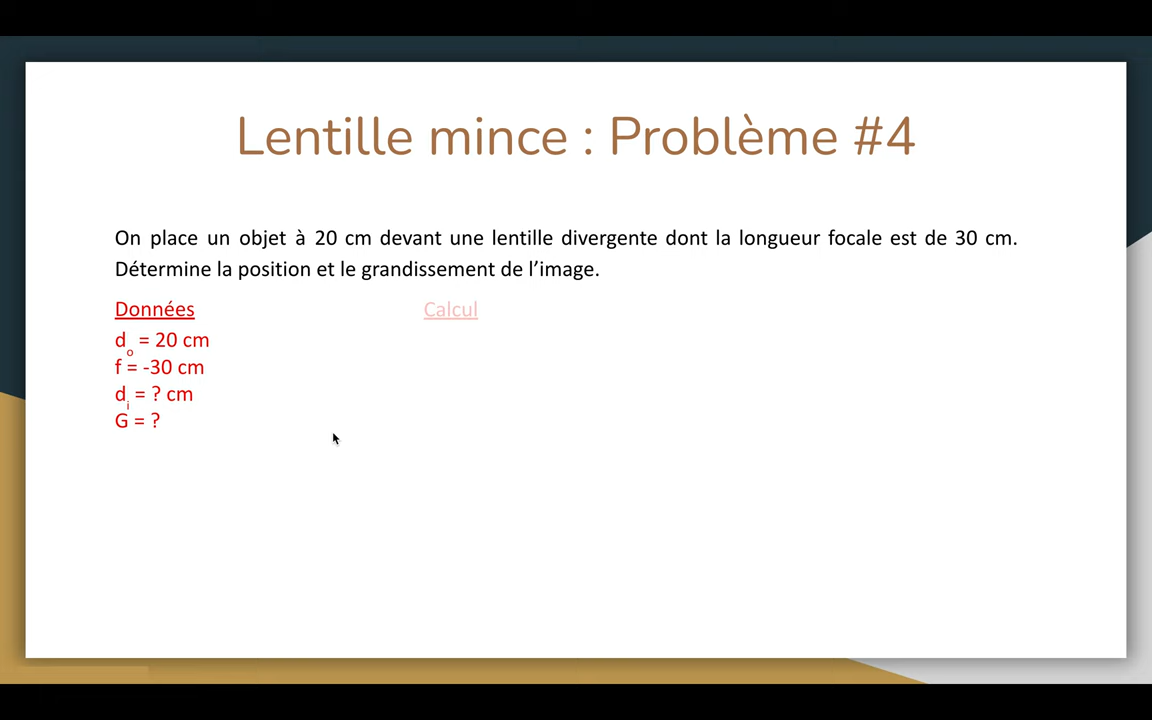 Lentille mince : Problème #4
On place un objet à 20 cm devant une lentille divergente dont la longueur focale est de 30 cm.
Détermine la position et le grandissement de l’image.
Données
Calcul
do = 20 cm
f = -30 cm
di = ? cm
G = ?